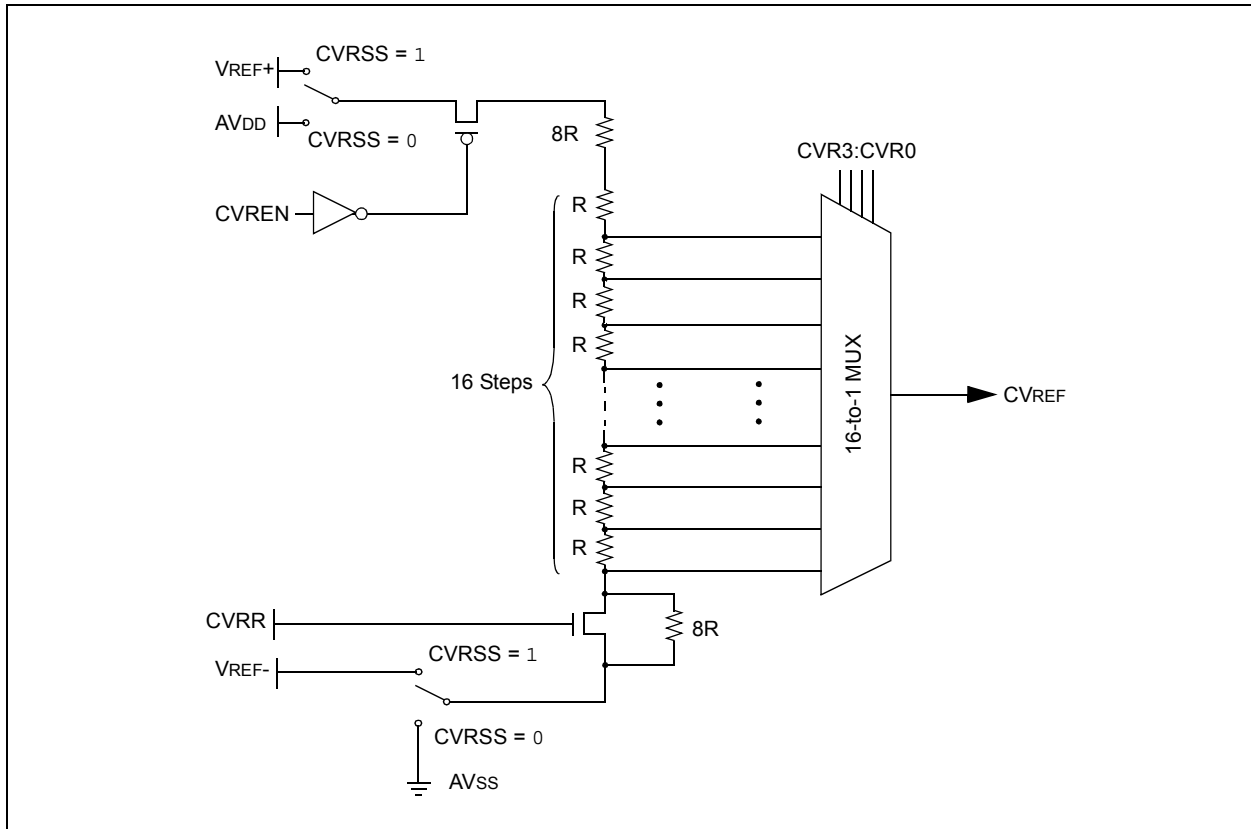 CVRSS = 1
VREF+
8R
AVDD
CVRSS = 0
CVR3:CVR0
CVREN
R
R
R
R
16 Steps
16-to-1 MUX
CVREF
R
R
R
CVRR
8R
CVRSS = 1
VREF-
CVRSS = 0
AVSS